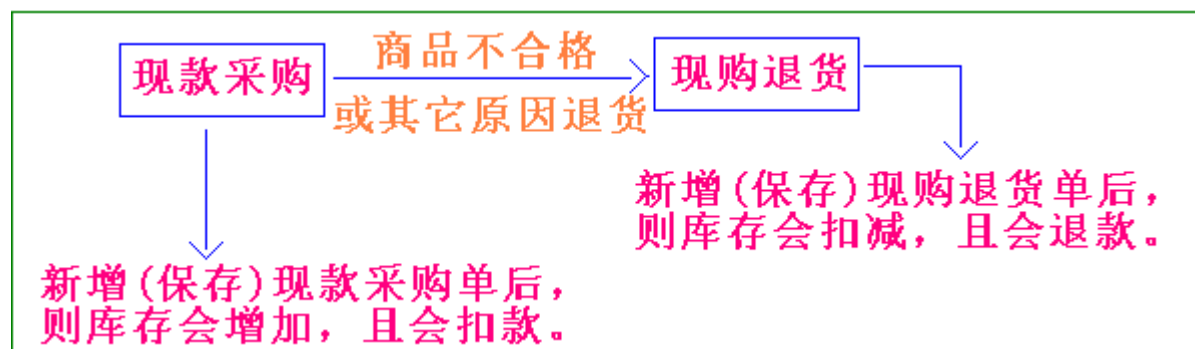 现款采购
商品不合格
或其它原因退货
现购退货
新增(保存)现购退货单后，
则库存会扣减，且会退款。
新增(保存)现款采购单后，
则库存会增加，且会扣款。